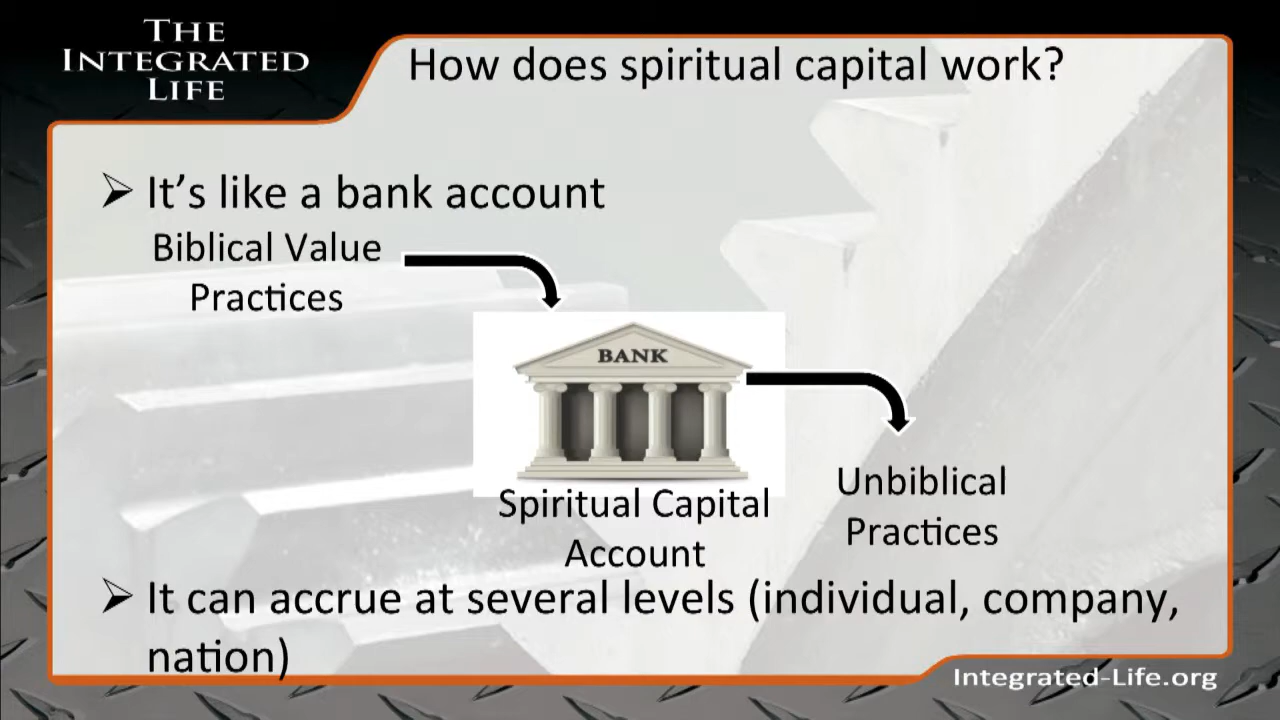 THE
INTEGRATED
LIFE
How does spiritual capital work?
➢ It’s like a bank account
Biblical Value
Practices
BANK
Spiritual Capital
Account
Unbiblical
Practices
➢ It can accrue at several levels (individual, company,
nation)
Integrated-Life.org